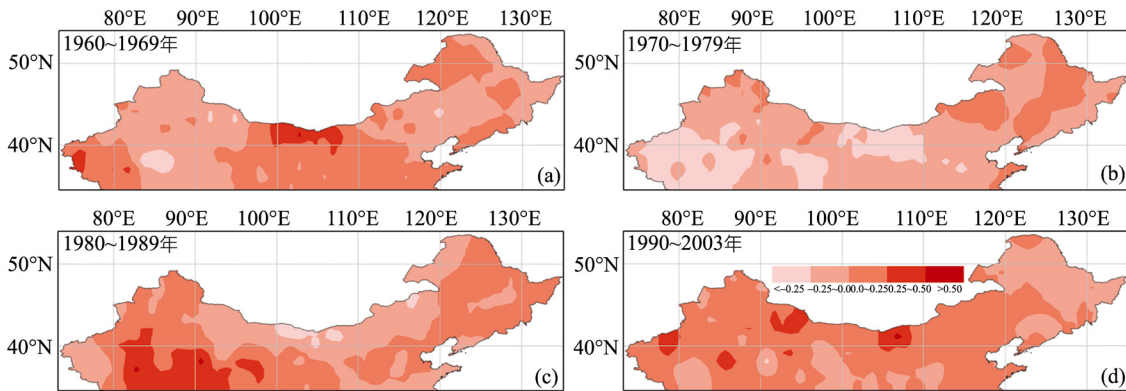 80°E 90°E 100°E 110°E 120°E 130°E
80°E 90°E 100°E 110°E 120°E 130°E
1960~1969年
1970~1979年
50°N
50°N
40°N
40°N
(a)
(b)
80°E 90°E 100°E 110°E 120°E 130°E
80°E 90°E 100°E 110°E 120°E 130°E
1980~1989年
1990~2003年
50°N
50°N
<-0.25 -0.25~0.00 0.0~0.25 0.25~0.50 >0.50
40°N
40°N
(c)
(d)